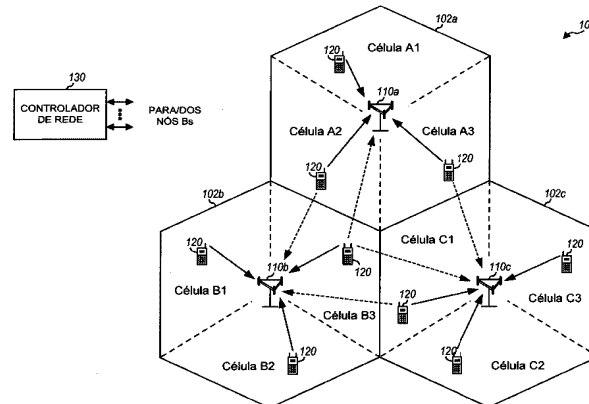 102a
10
120
Célula A1
130
110a
CONTROLADOR
DE REDE
PARA/DOS
NÓS Bs
Célula A2
Célula A3
120
120
102b
102c
Célula C1
120
120
110b
120
110c
120
Célula B1
120
Célula C3
Célula B3
120
120
Célula B2
Célula C2